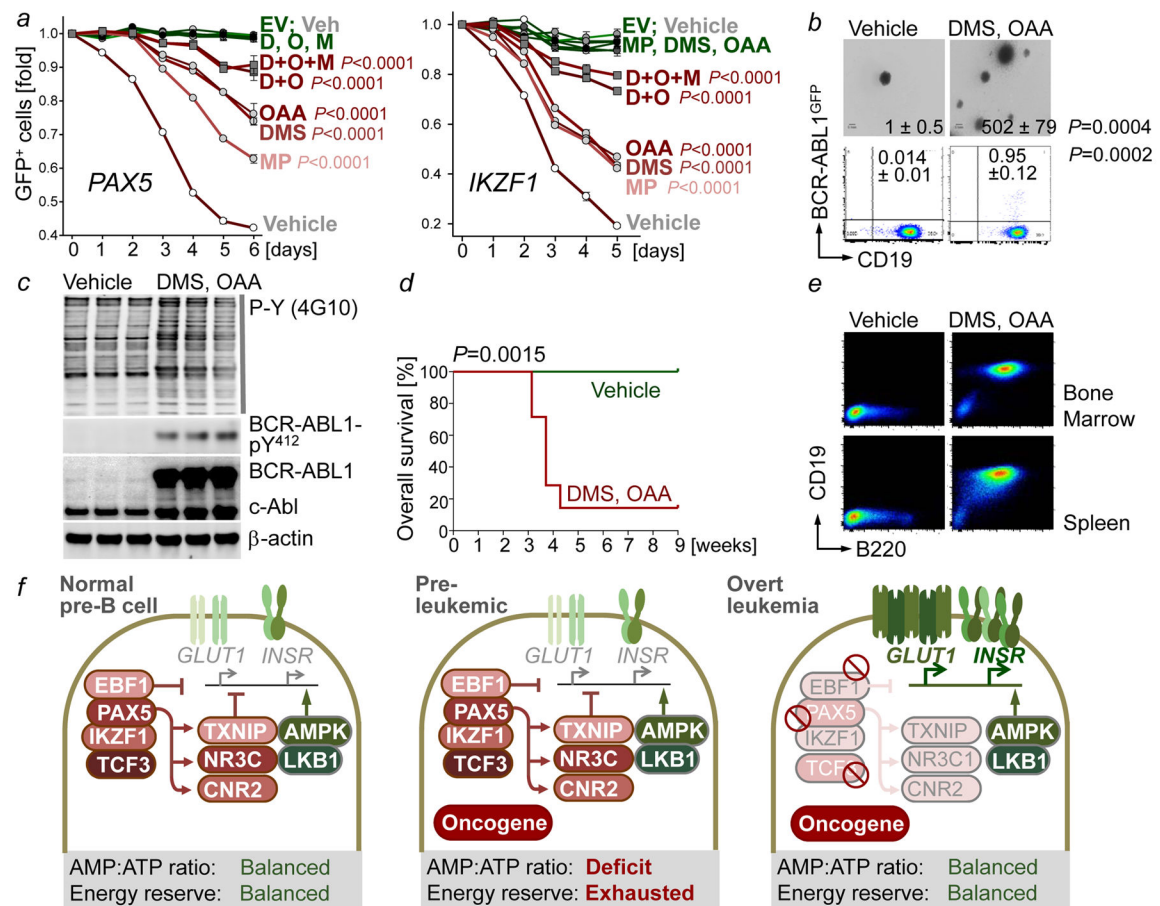 a
GFP⁺ cells [fold]
1.0
0.9
0.8
0.7
0.6
0.5
0.4
0 1 2 3 4 5 6 [days]
PAX5
EV; Veh
D, O, M
D+O+M P<0.0001
D+O P<0.0001
OAA P<0.0001
DMS P<0.0001
MP P<0.0001
Vehicle
1.0
0.8
0.6
0.4
0.2
0 1 2 3 4 5 [days]
IKZF1
EV; Vehicle
MP, DMS, OAA
D+O+M P<0.0001
D+O P<0.0001
OAA P<0.0001
DMS P<0.0001
MP P<0.0001
Vehicle
b
Vehicle DMS, OAA
BCR-ABL1ᴳꟳᴾ
1 ± 0.5 502 ± 79 P=0.0004
0.014
± 0.01
0.95
±0.12
P=0.0002
CD19
c
Vehicle DMS, OAA
P-Y (4G10)
BCR-ABL1-
pY⁴¹²
BCR-ABL1
c-Abl
β-actin
d
P=0.0015
Overall survival [%]
100
80
60
40
20
0
0 1 2 3 4 5 6 7 8 9 [weeks]
Vehicle
DMS, OAA
e
Vehicle DMS, OAA
Bone
Marrow
Spleen
CD19
B220
f
Normal
pre-B cell
GLUT1 INSR
EBF1
PAX5
IKZF1
TCF3
TXNIP
NR3C
CNR2
AMPK
LKB1
AMP:ATP ratio: Balanced
Energy reserve: Balanced
Pre-
leukemic
GLUT1 INSR
EBF1
PAX5
IKZF1
TCF3
TXNIP
NR3C
CNR2
AMPK
LKB1
Oncogene
AMP:ATP ratio: Deficit
Energy reserve: Exhausted
Overt
leukemia
GLUT1 INSR
EBF1
PAX5
IKZF1
TXNIP
NR3C1
CNR2
AMPK
LKB1
Oncogene
AMP:ATP ratio: Balanced
Energy reserve: Balanced